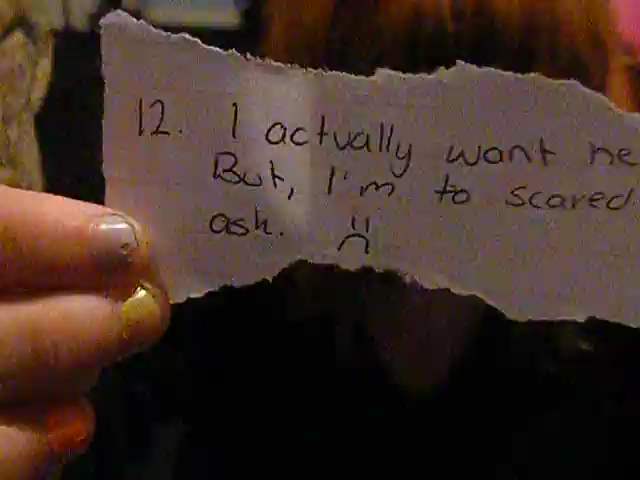 12. I actually want he
But, I'm to scared
ask. :(